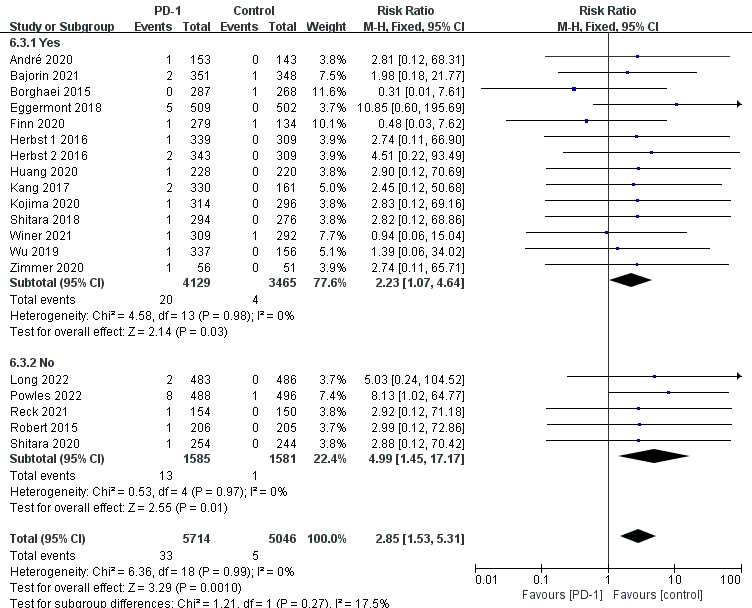 PD-1 Control Risk Ratio Risk Ratio
Study or Subgroup Events Total Events Total Weight M-H, Fixed, 95% CI M-H, Fixed, 95% CI
6.3.1 Yes
André 2020 1 153 0 143 3.8% 2.81 [0.12, 68.31]
Bajorin 2021 2 351 1 348 7.5% 1.98 [0.18, 21.77]
Borghaei 2015 0 287 1 268 11.6% 0.31 [0.01, 7.61]
Eggermont 2018 5 509 0 502 3.8% 10.85 [0.60, 195.69]
Finn 2020 1 279 1 134 10.1% 0.48 [0.03, 7.62]
Herbst 1 2016 1 339 0 309 3.9% 2.74 [0.11, 66.90]
Herbst 2 2016 2 343 0 309 3.9% 4.51 [0.22, 93.49]
Huang 2020 1 228 0 220 3.8% 2.90 [0.12, 70.69]
Kang 2017 2 330 0 161 5.0% 2.45 [0.12, 50.68]
Kojima 2020 1 314 0 296 3.8% 2.83 [0.12, 69.16]
Shitara 2018 1 294 0 276 3.8% 2.82 [0.12, 68.86]
Winer 2021 1 309 1 292 7.7% 0.94 [0.06, 15.04]
Wu 2019 1 337 0 156 5.1% 1.39 [0.06, 34.02]
Zimmer 2020 1 56 0 51 3.9% 2.74 [0.11, 65.71]
Subtotal (95% CI) 4129 3465 77.6% 2.23 [1.07, 4.64]
Total events 20 4
Heterogeneity: Chi² = 4.58, df = 13 (P = 0.98); I² = 0%
Test for overall effect: Z = 2.14 (P = 0.03)
6.3.2 No
Long 2022 2 483 0 486 3.7% 5.03 [0.24, 104.52]
Powles 2022 8 488 1 496 7.4% 8.13 [1.02, 64.77]
Reck 2021 1 154 0 150 3.8% 2.92 [0.12, 71.18]
Robert 2015 1 206 0 205 3.8% 2.99 [0.12, 72.86]
Shitara 2020 1 254 0 244 3.8% 2.88 [0.12, 70.42]
Subtotal (95% CI) 1585 1581 22.4% 4.99 [1.45, 17.17]
Total events 13 1
Heterogeneity: Chi² = 0.53, df = 4 (P = 0.97); I² = 0%
Test for overall effect: Z = 2.55 (P = 0.01)
Total (95% CI) 5714 5046 100.0% 2.85 [1.53, 5.31]
Total events 33 5
Heterogeneity: Chi² = 6.36, df = 18 (P = 0.99); I² = 0%
Test for overall effect: Z = 3.29 (P = 0.0010)
Test for subgroup differences: Chi² = 1.21, df = 1 (P = 0.27), I² = 17.5%
0.01 0.1 1 10 100
Favours [PD-1] Favours [control]